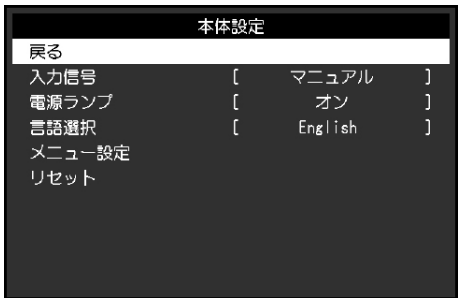 本体設定
戻る
入力信号 [ マニュアル ]
電源ランプ [ オン ]
言語選択 [ English ]
メニュー設定
リセット